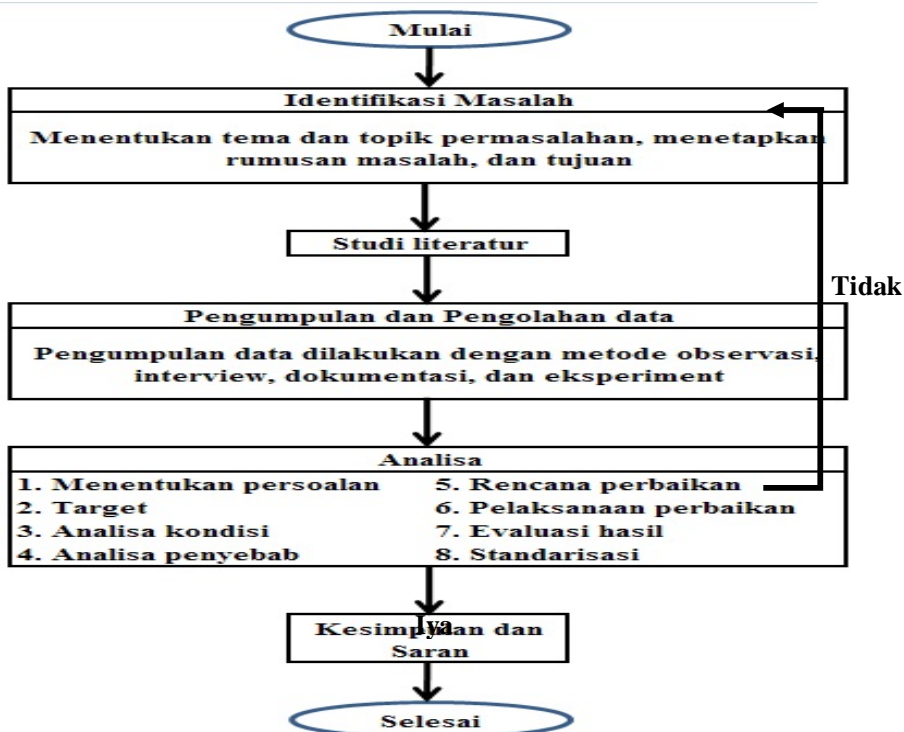 Mulai
Identifikasi Masalah
Menentukan tema dan topik permasalahan, menetapkan
rumusan masalah, dan tujuan
Studi literatur
Tidak
Pengumpulan dan Pengolahan data
Pengumpulan data dilakukan dengan metode observasi,
interview, dokumentasi, dan eksperiment
Analisa
1. Menentukan persoalan
2. Target
3. Analisa kondisi
4. Analisa penyebab
5. Rencana perbaikan
6. Pelaksanaan perbaikan
7. Evaluasi hasil
8. Standarisasi
Iya
Kesimpulan dan
Saran
Selesai